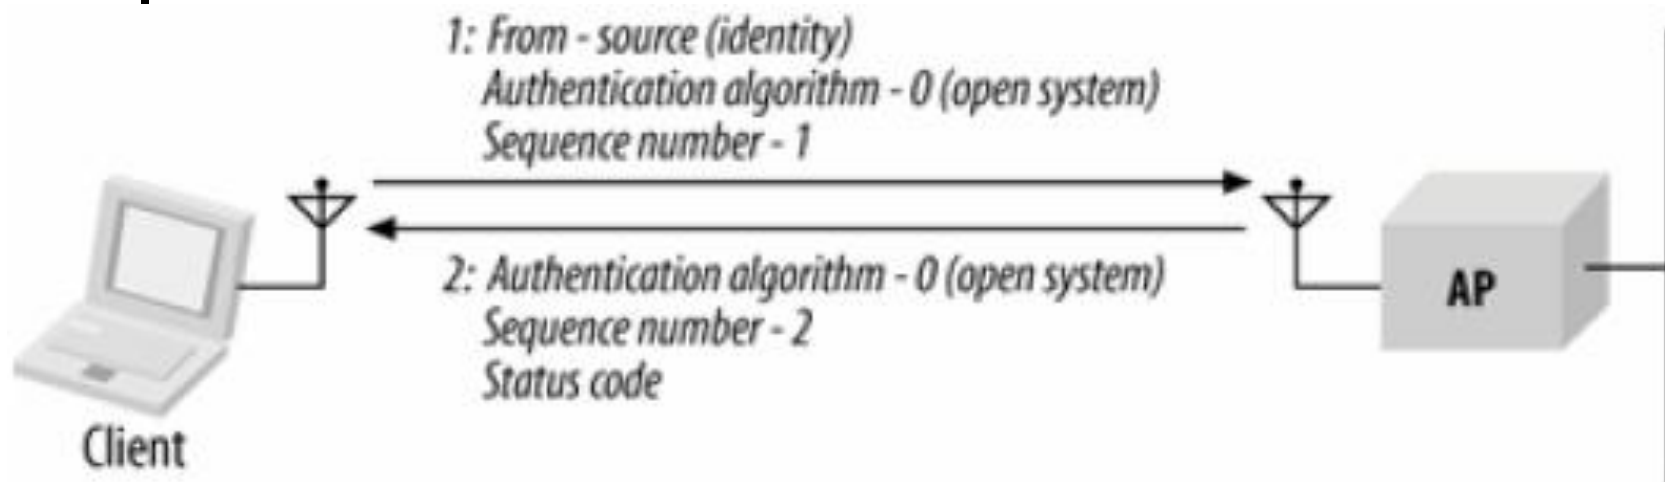 1: From - source (identity)
Authentication algorithm - 0 (open system)
Sequence number - 1
2: Authentication algorithm - 0 (open system)
Sequence number - 2
Status code
AP
Client